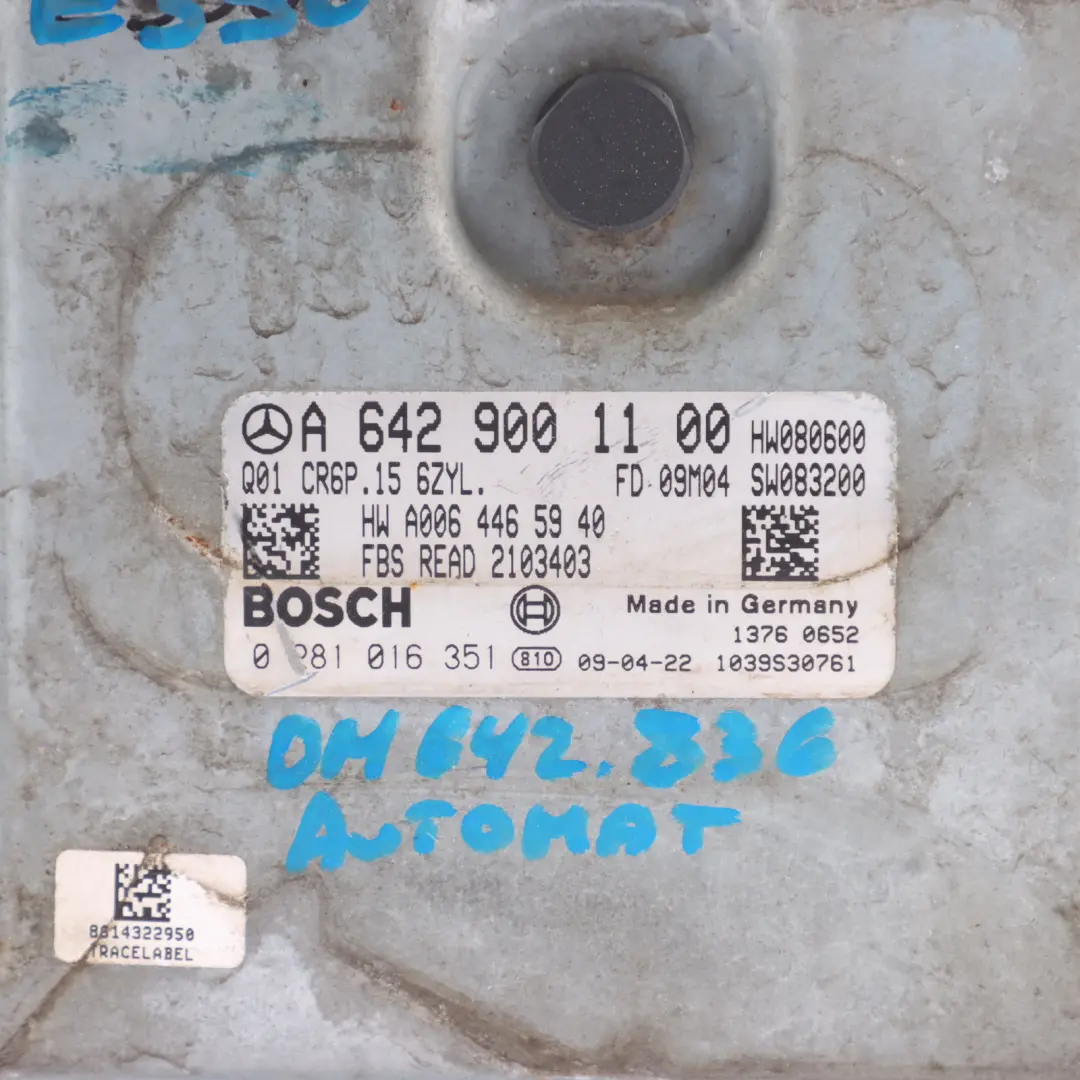 E350
A 642 900 11 00 HW080600
Q01 CR6P.15 6ZYL. FD 09M04 SW083200
HW A006 446 59 40
FBS READ 2103403
BOSCH Made in Germany
1376 0652
0 281 016 351 810 09-04-22 1039S30761
OM 642.836
AUTOMAT
8614322950
TRACELABEL